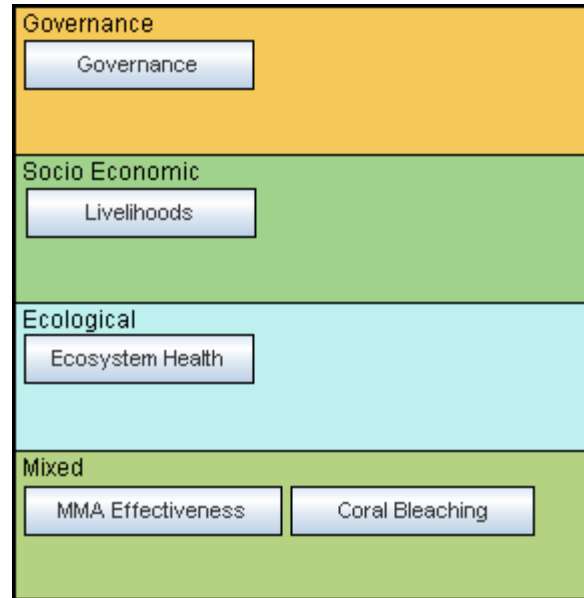 Governance
Governance
Socio Economic
Livelihoods
Ecological
Ecosystem Health
Mixed
MMA Effectiveness Coral Bleaching